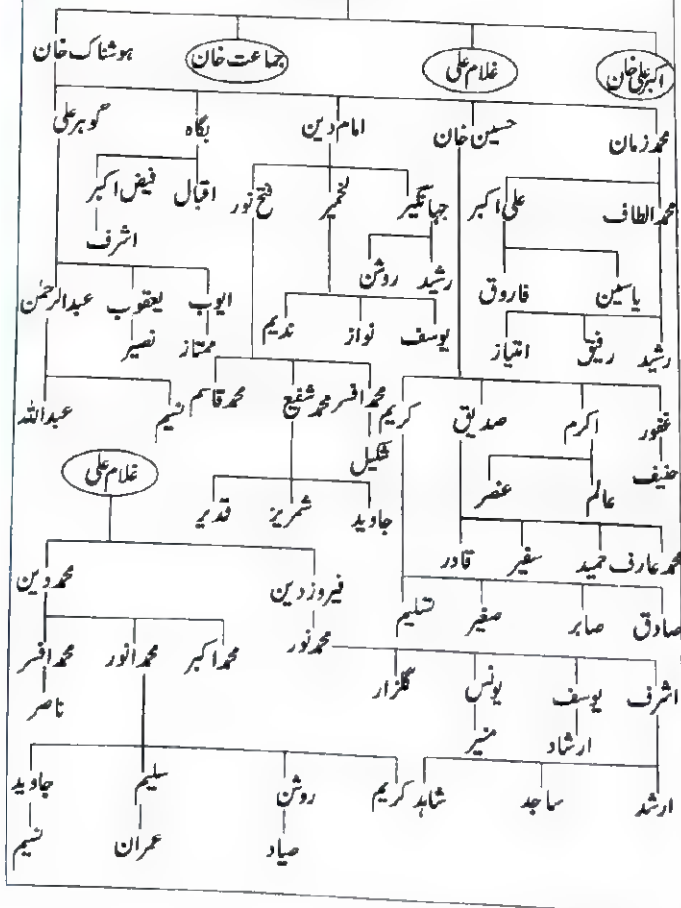 اکبر علی خان غلام علی جماعت خان ہوشناک خان
محمد زمان حسین خان امام دین بگاہ گوہر علی
محمد الطاف علی اکبر جہانگیر لخمیر فتح نور اقبال فیض اکبر
اشرف
یاسین فاروق رشید روشن ایوب یعقوب عبدالرحمٰن
رشید رفیق امتیاز یوسف نواز ندیم ممتاز نصیر
غفور اکرم صدیق کریم محمد افسر محمد شفیع محمد قاسم نسیم عبداللہ
حنیف عالم عنصر شکیل
غلام علی
محمد عارف حمید سفیر قادر جاوید شمریز قدیر
صادق صابر صغیر تسلیم فیروز دین محمد دین
اشرف یوسف یونس گلزار محمد نور محمد اکبر محمد انور محمد افسر
ارشاد منیر ناصر
ارشد ساجد شاہد کریم روشن سلیم جاوید
صیاد عمران نسیم